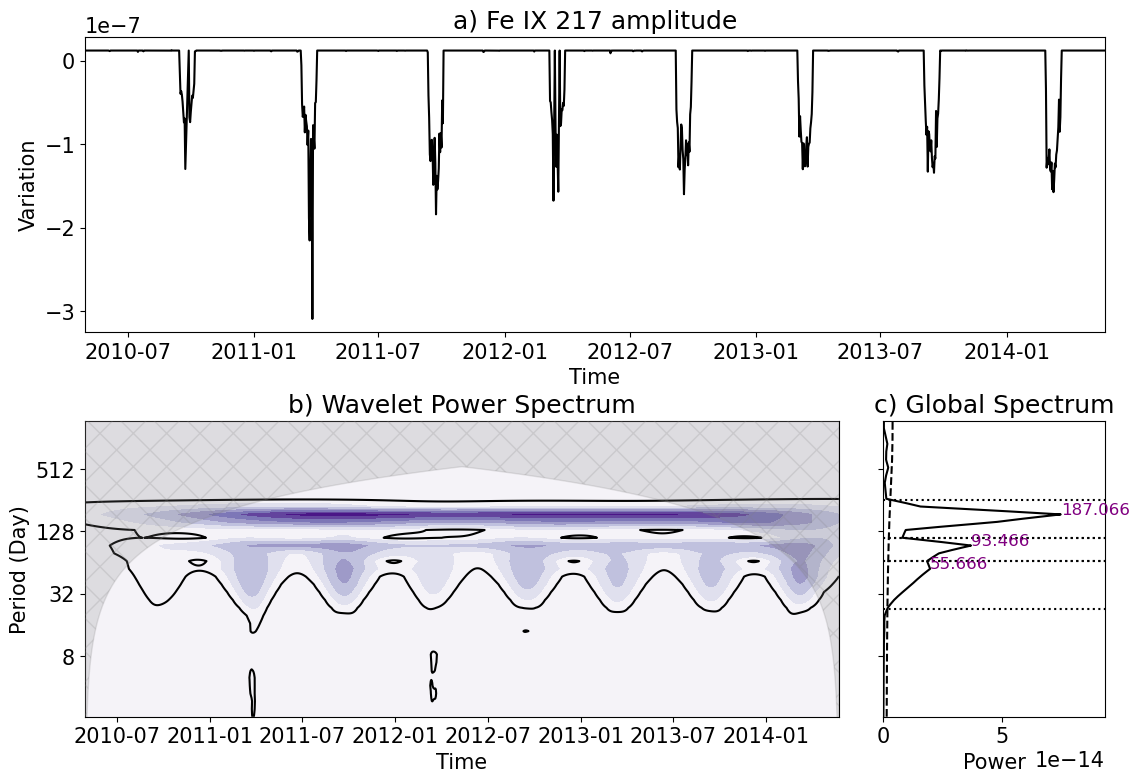 a) Fe IX 217 amplitude
1e−7
0
−1
−2
−3
Variation
2010-07 2011-01 2011-07 2012-01 2012-07 2013-01 2013-07 2014-01
Time
b) Wavelet Power Spectrum
512
128
32
8
Period (Day)
2010-07 2011-01 2011-07 2012-01 2012-07 2013-01 2013-07 2014-01
Time
c) Global Spectrum
187.066
93.466
55.666
0 5
Power 1e−14